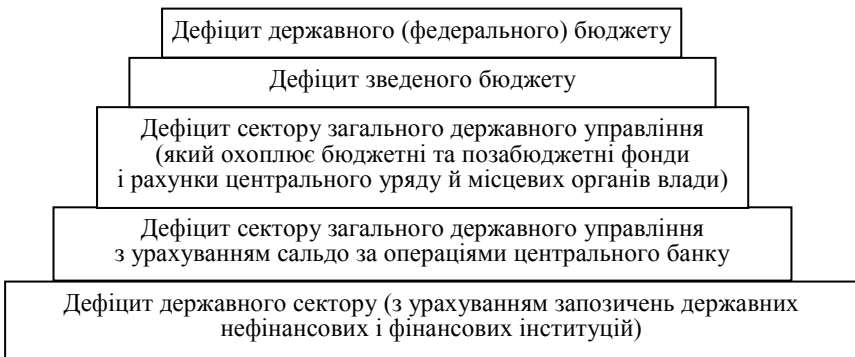 Дефіцит державного (федерального) бюджету
Дефіцит зведеного бюджету
Дефіцит сектору загального державного управління
(який охоплює бюджетні та позабюджетні фонди
і рахунки центрального уряду й місцевих органів влади)
Дефіцит сектору загального державного управління
з урахуванням сальдо за операціями центрального банку
Дефіцит державного сектору (з урахуванням запозичень державних
нефінансових і фінансових інституцій)